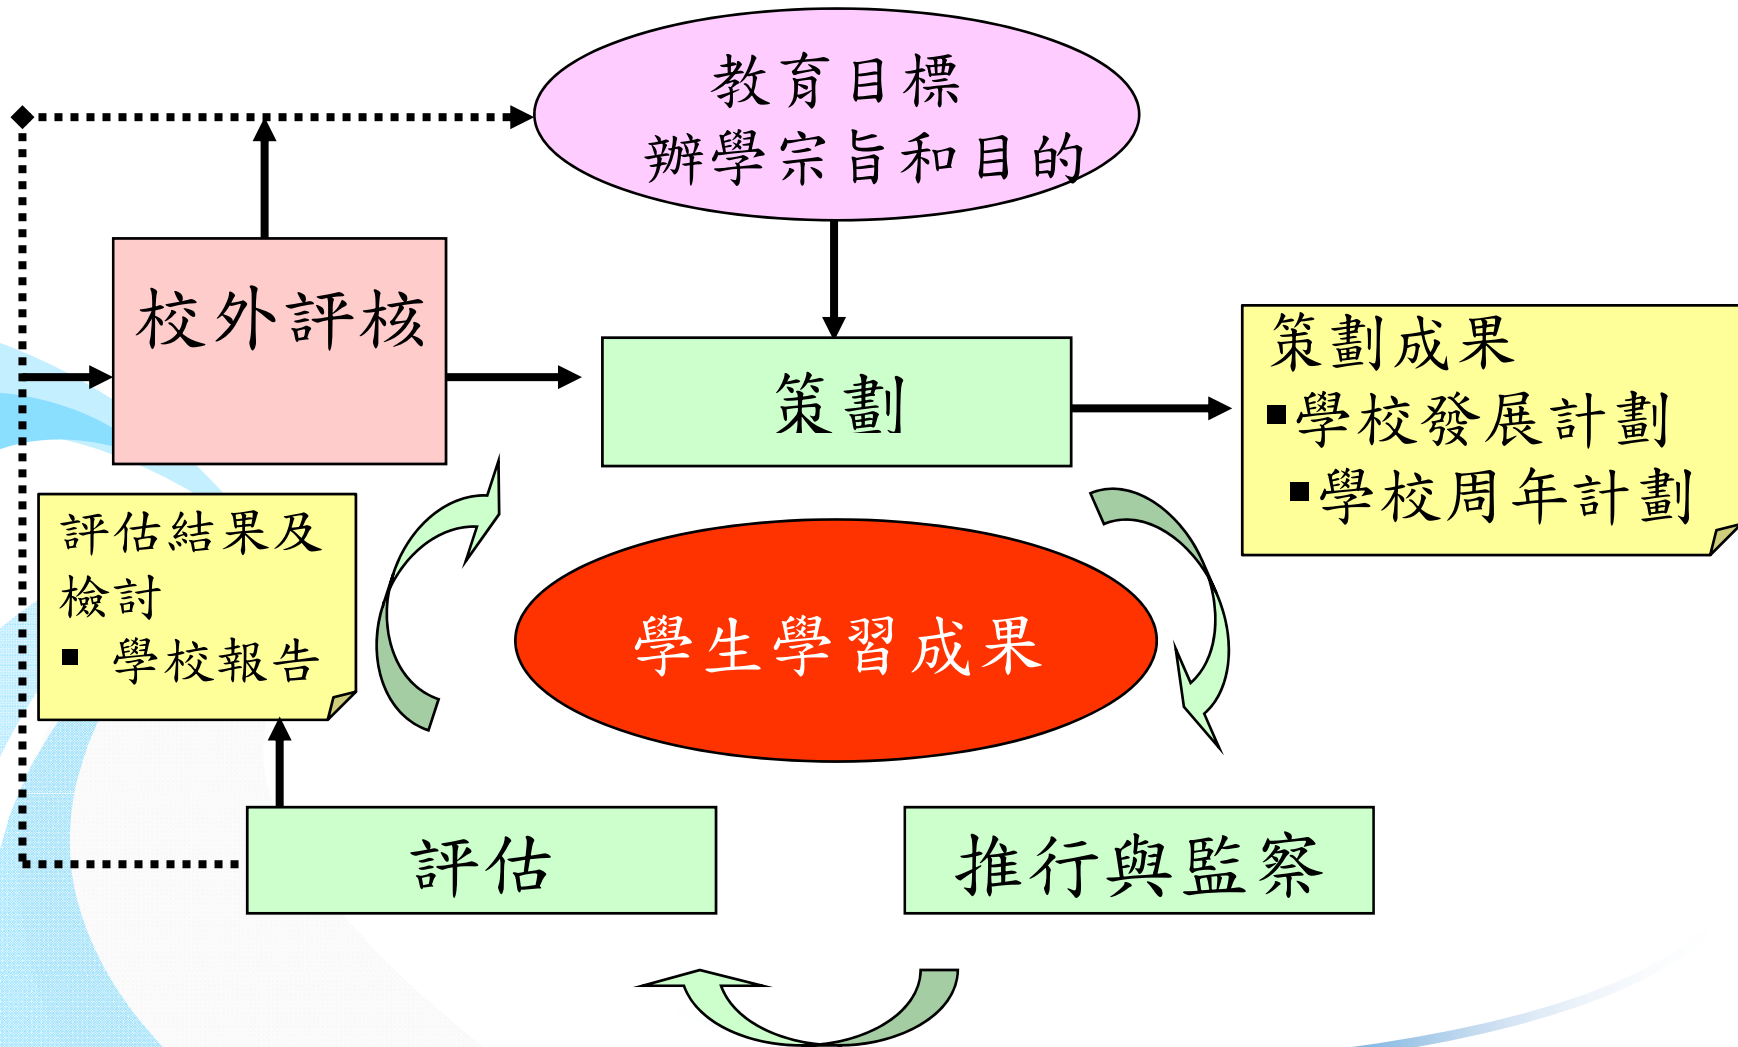 教育目標
辦學宗旨和目的
校外評核
策劃
策劃成果
▪學校發展計劃
▪學校周年計劃
評估結果及
檢討
▪ 學校報告
學生學習成果
評估
推行與監察